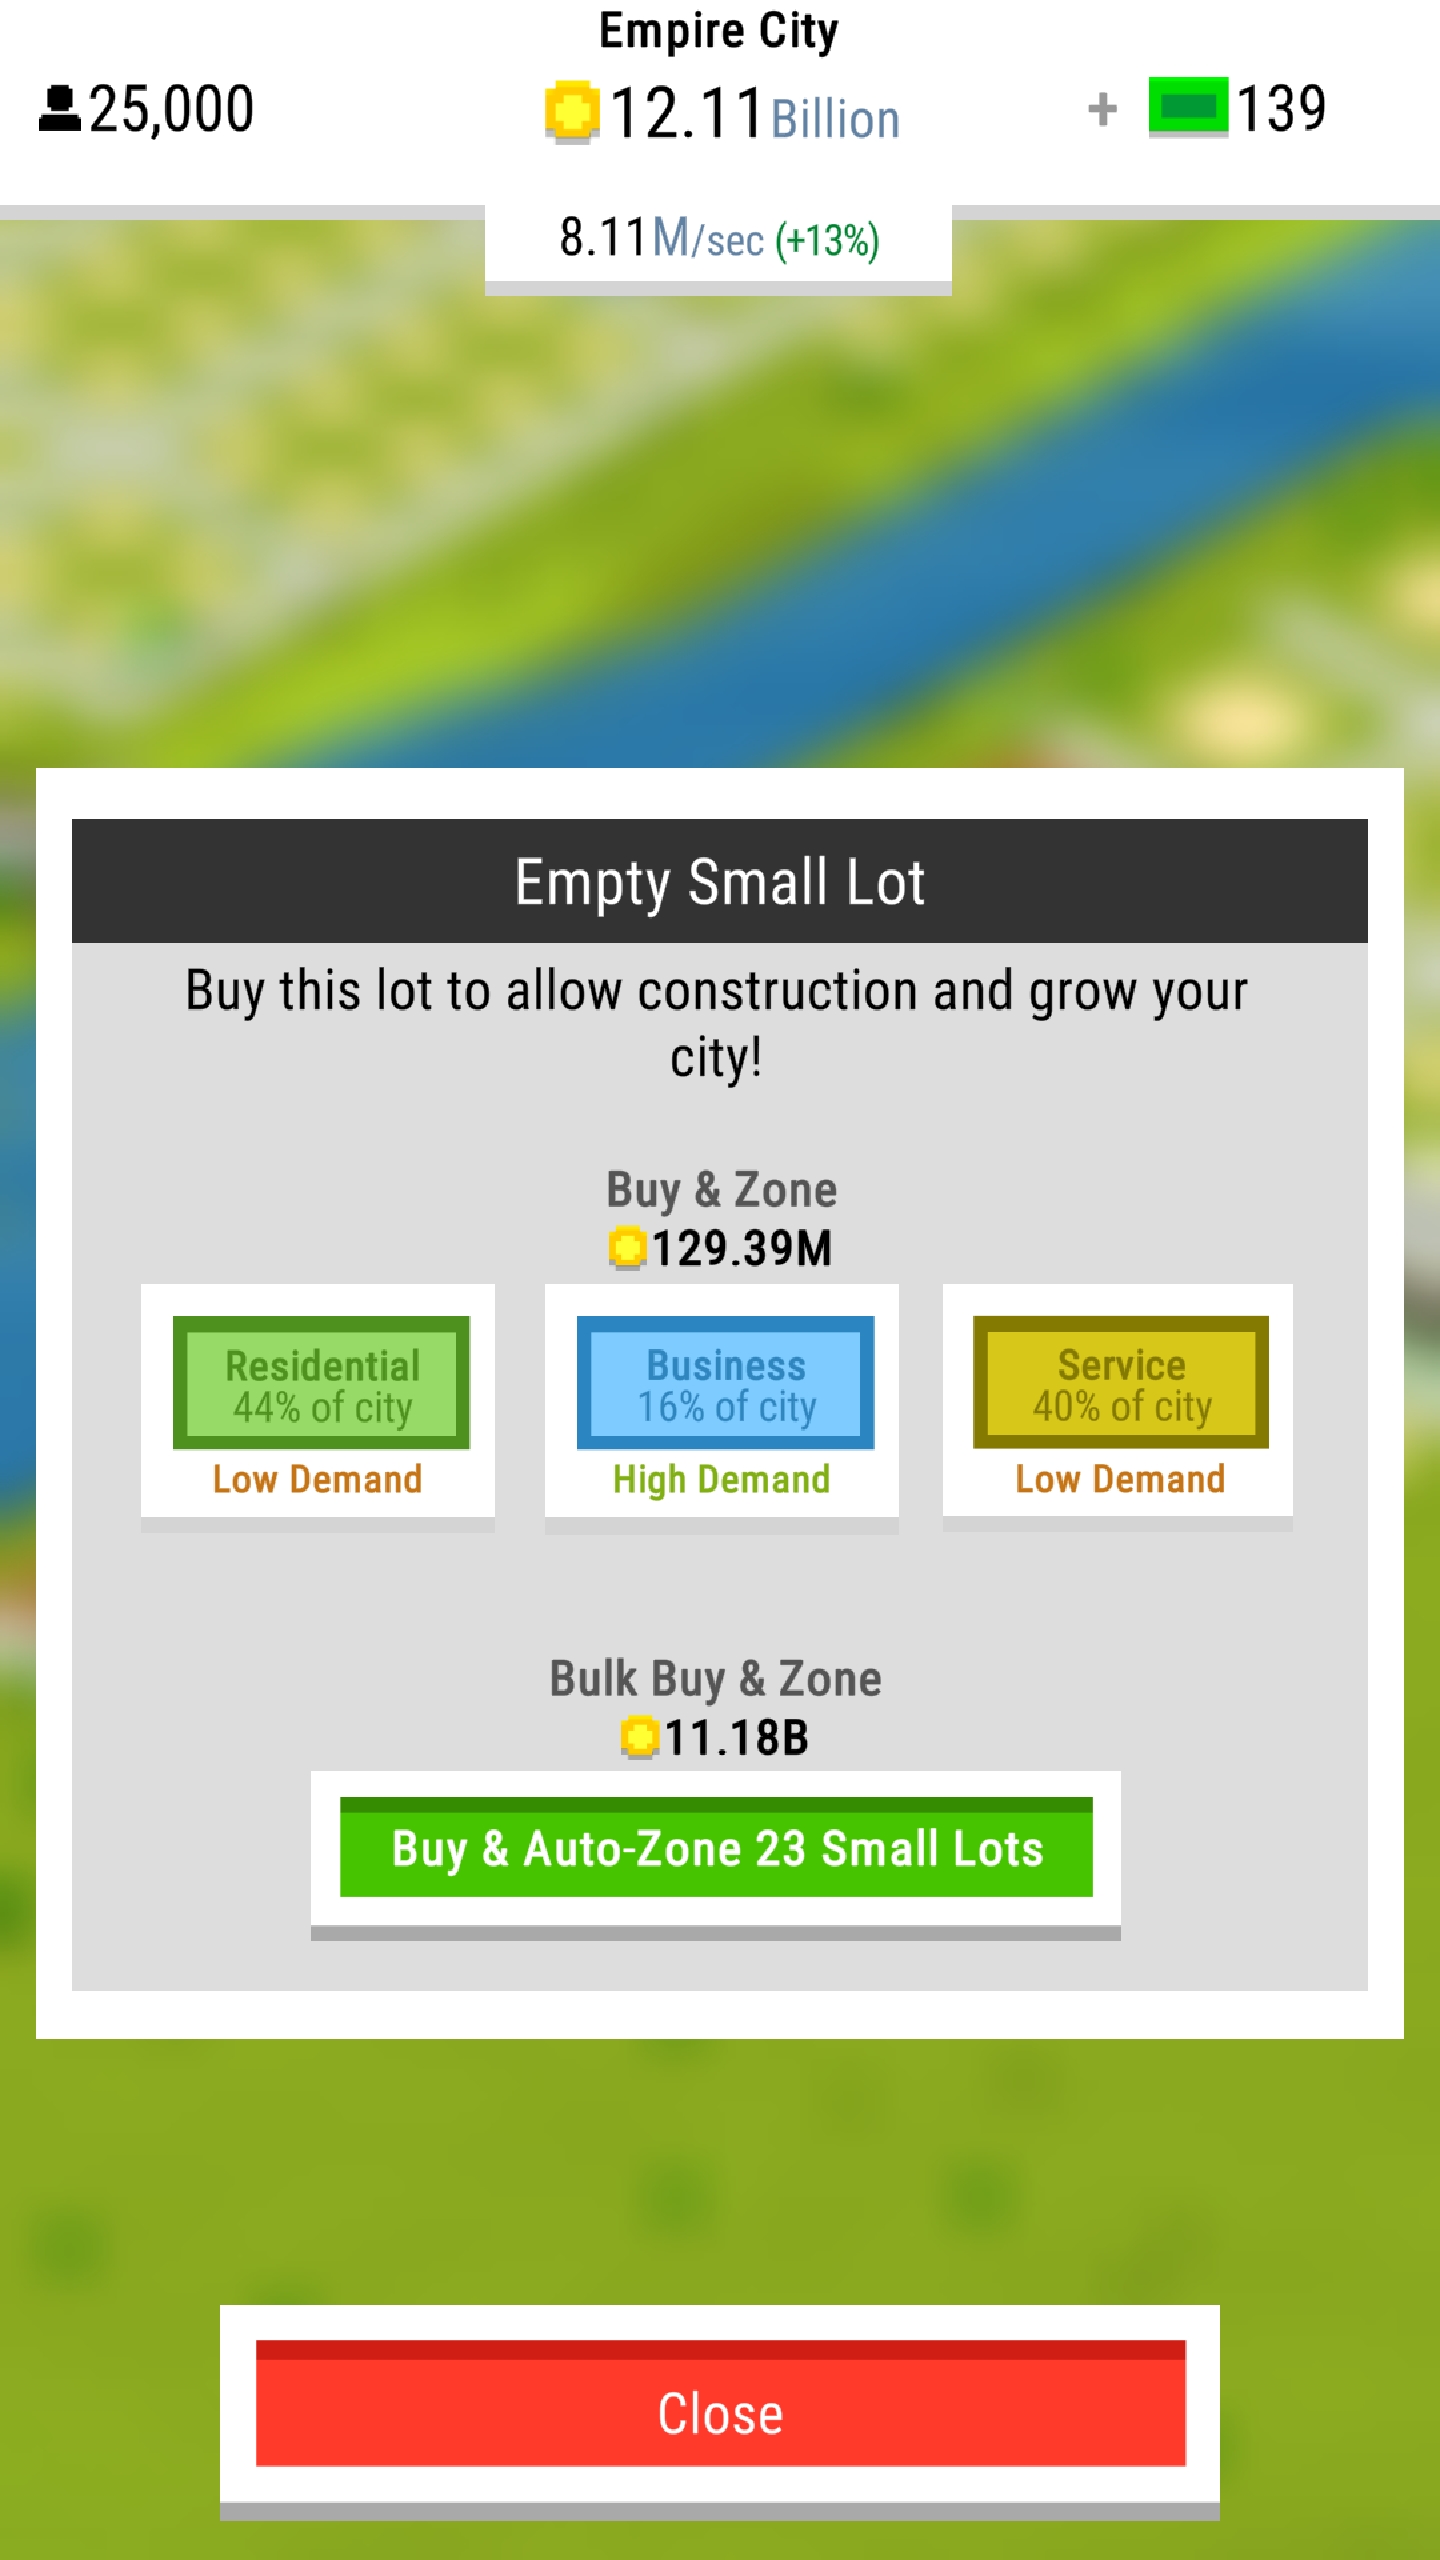 Empire City
25,000
12.11 Billion
+ 139
8.11M/sec (+13%)
Empty Small Lot
Buy this lot to allow construction and grow your
city!
Buy & Zone
129.39M
Residential
44% of city
Low Demand
Business
16% of city
High Demand
Service
40% of city
Low Demand
Bulk Buy & Zone
11.18B
Buy & Auto-Zone 23 Small Lots
Close